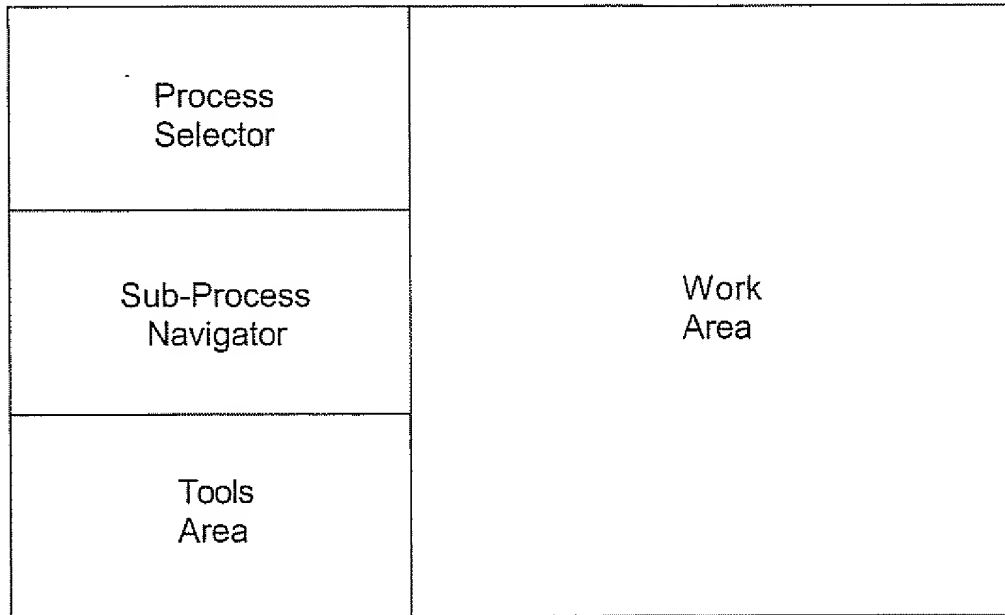 Process
Selector
Sub-Process
Navigator
Tools
Area
Work
Area